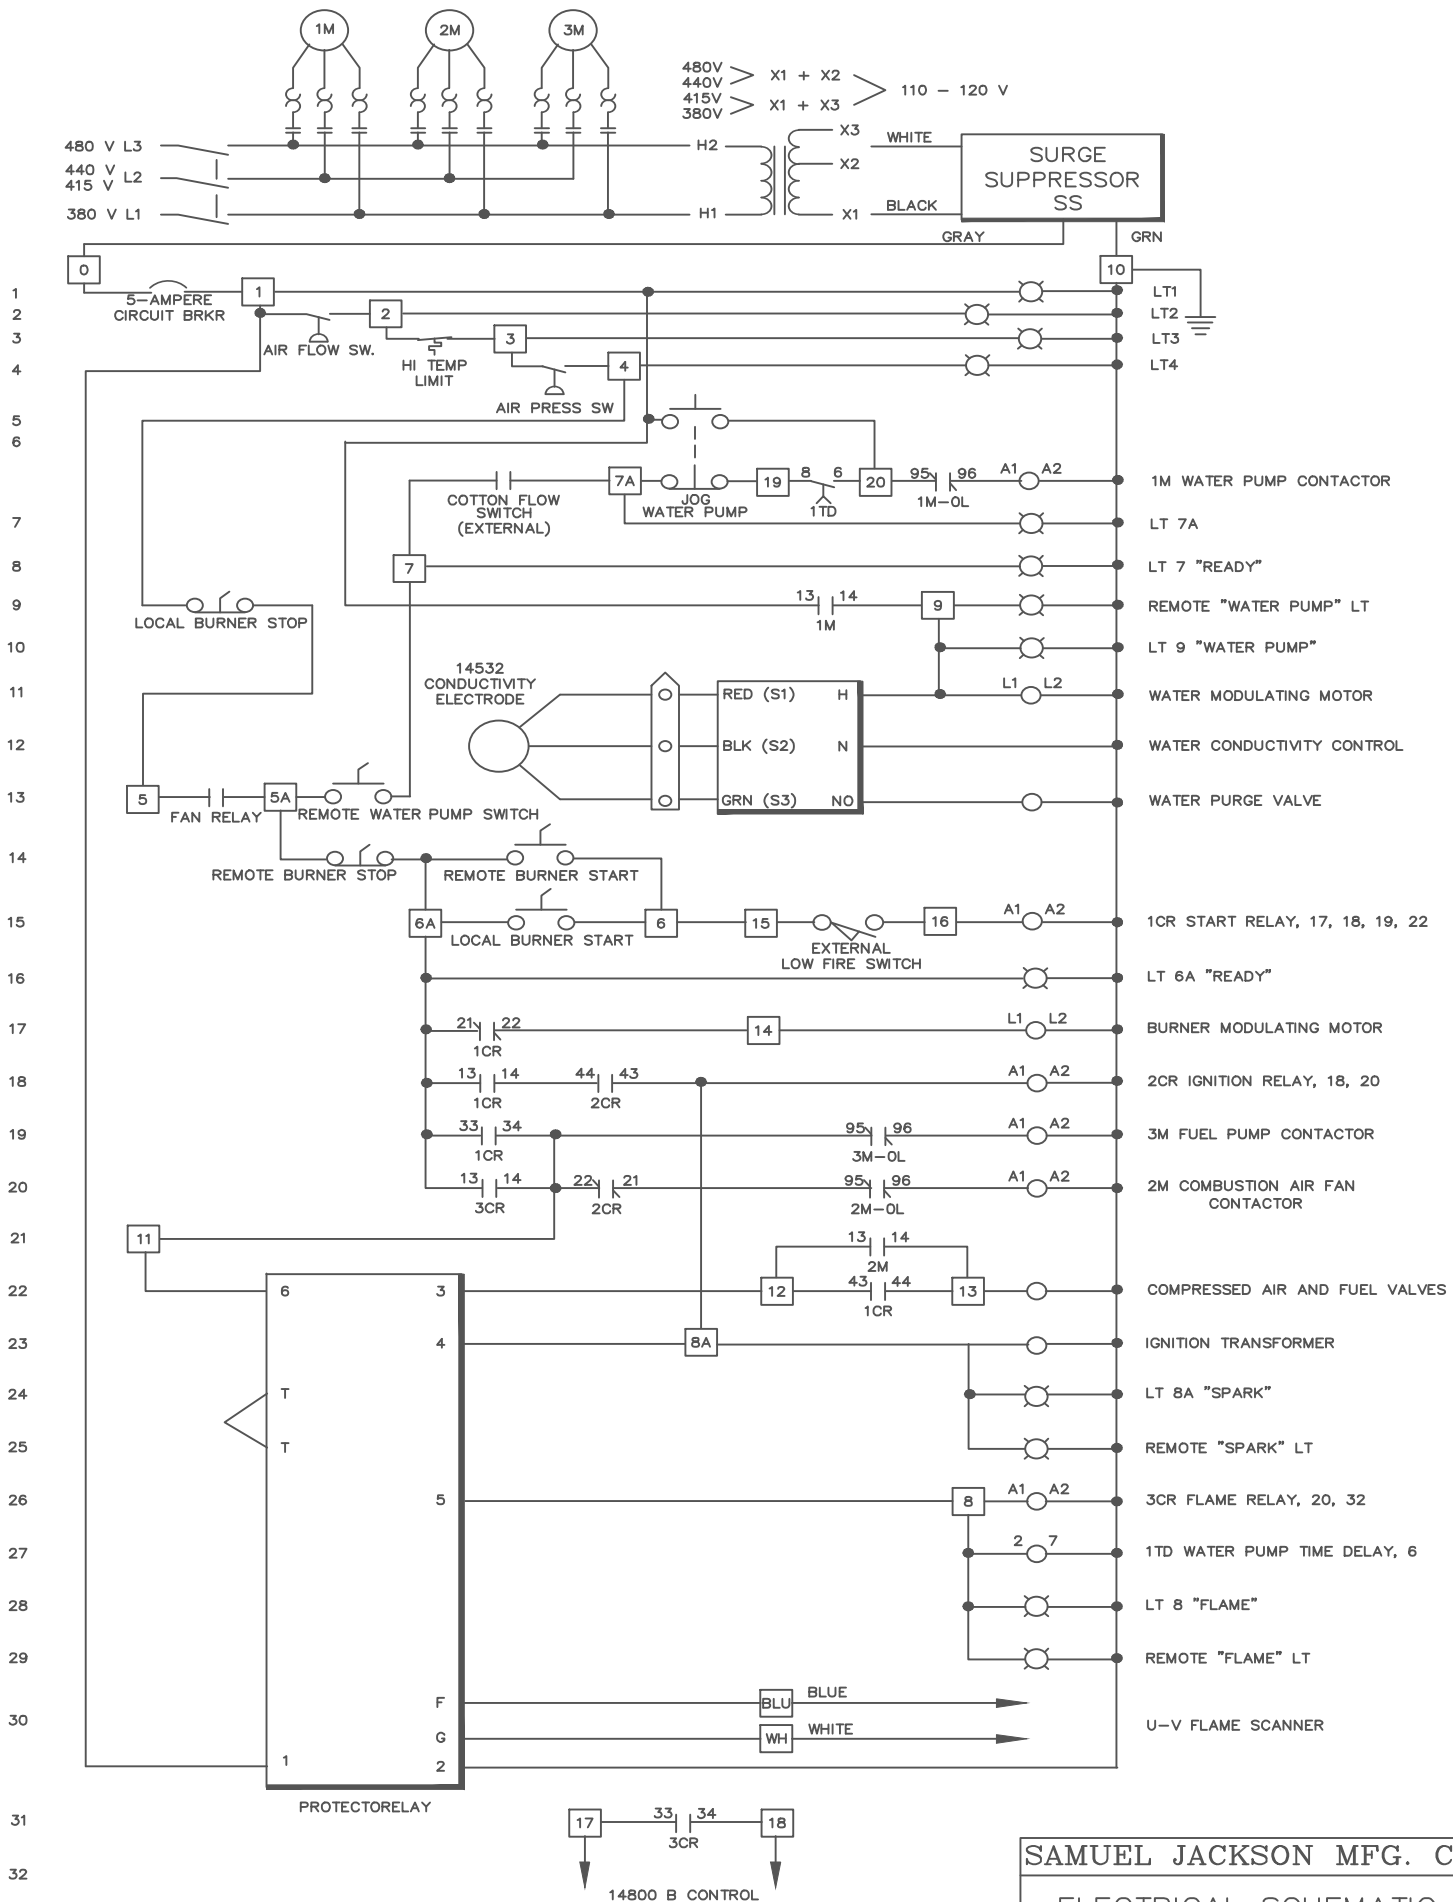 1M 2M 3M
480V
440V X1 + X2
415V X1 + X3 110 – 120 V
380V
480 V L3 H2 X3 WHITE
440 V L2 X2
415 V
380 V L1 H1 X1 BLACK
SURGE
SUPPRESSOR
SS
GRAY GRN
0 10
1 5–AMPERE 1 LT1
CIRCUIT BRKR
2 2 LT2
AIR FLOW SW.
3 3 LT3
HI TEMP
LIMIT
4 4 LT4
AIR PRESS SW
5
6
7A 19 8 6 20 95 96 A1 A2 1M WATER PUMP CONTACTOR
COTTON FLOW
SWITCH
(EXTERNAL)
JOG
WATER PUMP
1TD 1M–OL
7 LT 7A
8 7 LT 7 "READY"
9 13 14 9 REMOTE "WATER PUMP" LT
LOCAL BURNER STOP 1M
10 LT 9 "WATER PUMP"
14532
CONDUCTIVITY
ELECTRODE
11 RED (S1) H L1 L2 WATER MODULATING MOTOR
12 BLK (S2) N WATER CONDUCTIVITY CONTROL
13 5 5A GRN (S3) NO WATER PURGE VALVE
FAN RELAY REMOTE WATER PUMP SWITCH
14
REMOTE BURNER STOP REMOTE BURNER START
15 6A 6 15 16 A1 A2 1CR START RELAY, 17, 18, 19, 22
LOCAL BURNER START
EXTERNAL
LOW FIRE SWITCH
16 LT 6A "READY"
17 21 22 14 L1 L2 BURNER MODULATING MOTOR
1CR
18 13 14 44 43 A1 A2 2CR IGNITION RELAY, 18, 20
1CR 2CR
19 33 34 95 96 A1 A2 3M FUEL PUMP CONTACTOR
1CR 3M–OL
20 13 14 22 21 95 96 A1 A2 2M COMBUSTION AIR FAN
CONTACTOR
3CR 2CR 2M–OL
21 11 13 14
2M
22 6 3 12 43 44 13 COMPRESSED AIR AND FUEL VALVES
1CR
23 4 8A IGNITION TRANSFORMER
24 T LT 8A "SPARK"
25 T REMOTE "SPARK" LT
26 5 8 A1 A2 3CR FLAME RELAY, 20, 32
27 2 7 1TD WATER PUMP TIME DELAY, 6
28 LT 8 "FLAME"
29 REMOTE "FLAME" LT
F BLU BLUE
30 U–V FLAME SCANNER
G WH WHITE
1 2
PROTECTORELAY
31 17 33 34 18
3CR
32
14800 B CONTROL
SAMUEL JACKSON MFG. C
ELECTRICAL SCHEMATIC